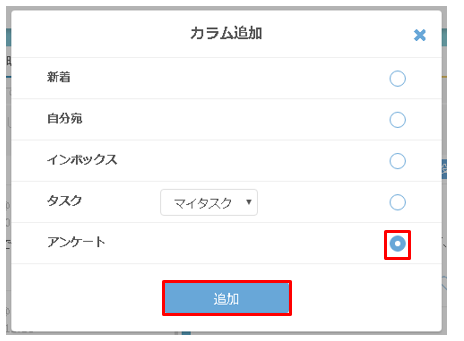 カラム追加
新着
自分宛
インボックス
タスク
マイタスク
アンケート
追加